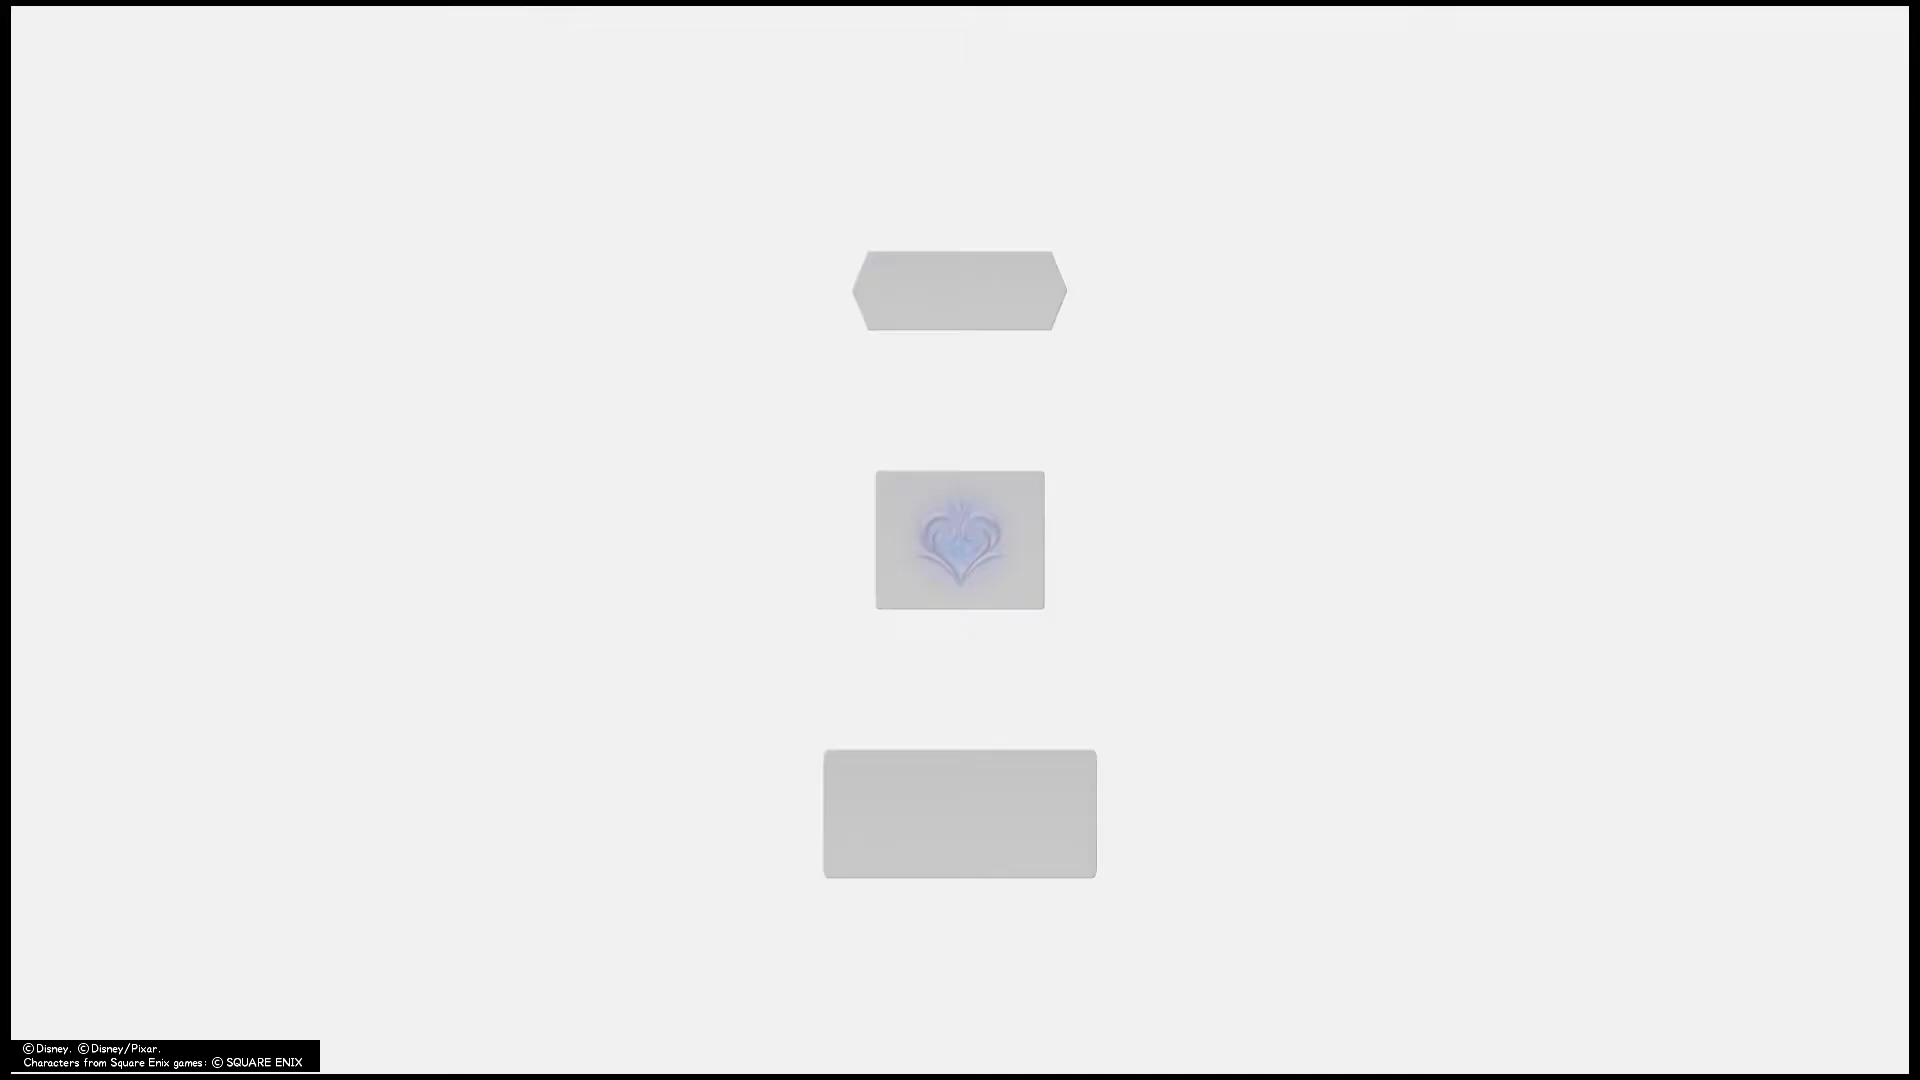 ©Disney. ©Disney/Pixar.
Characters from Square Enix games: © SQUARE ENIX